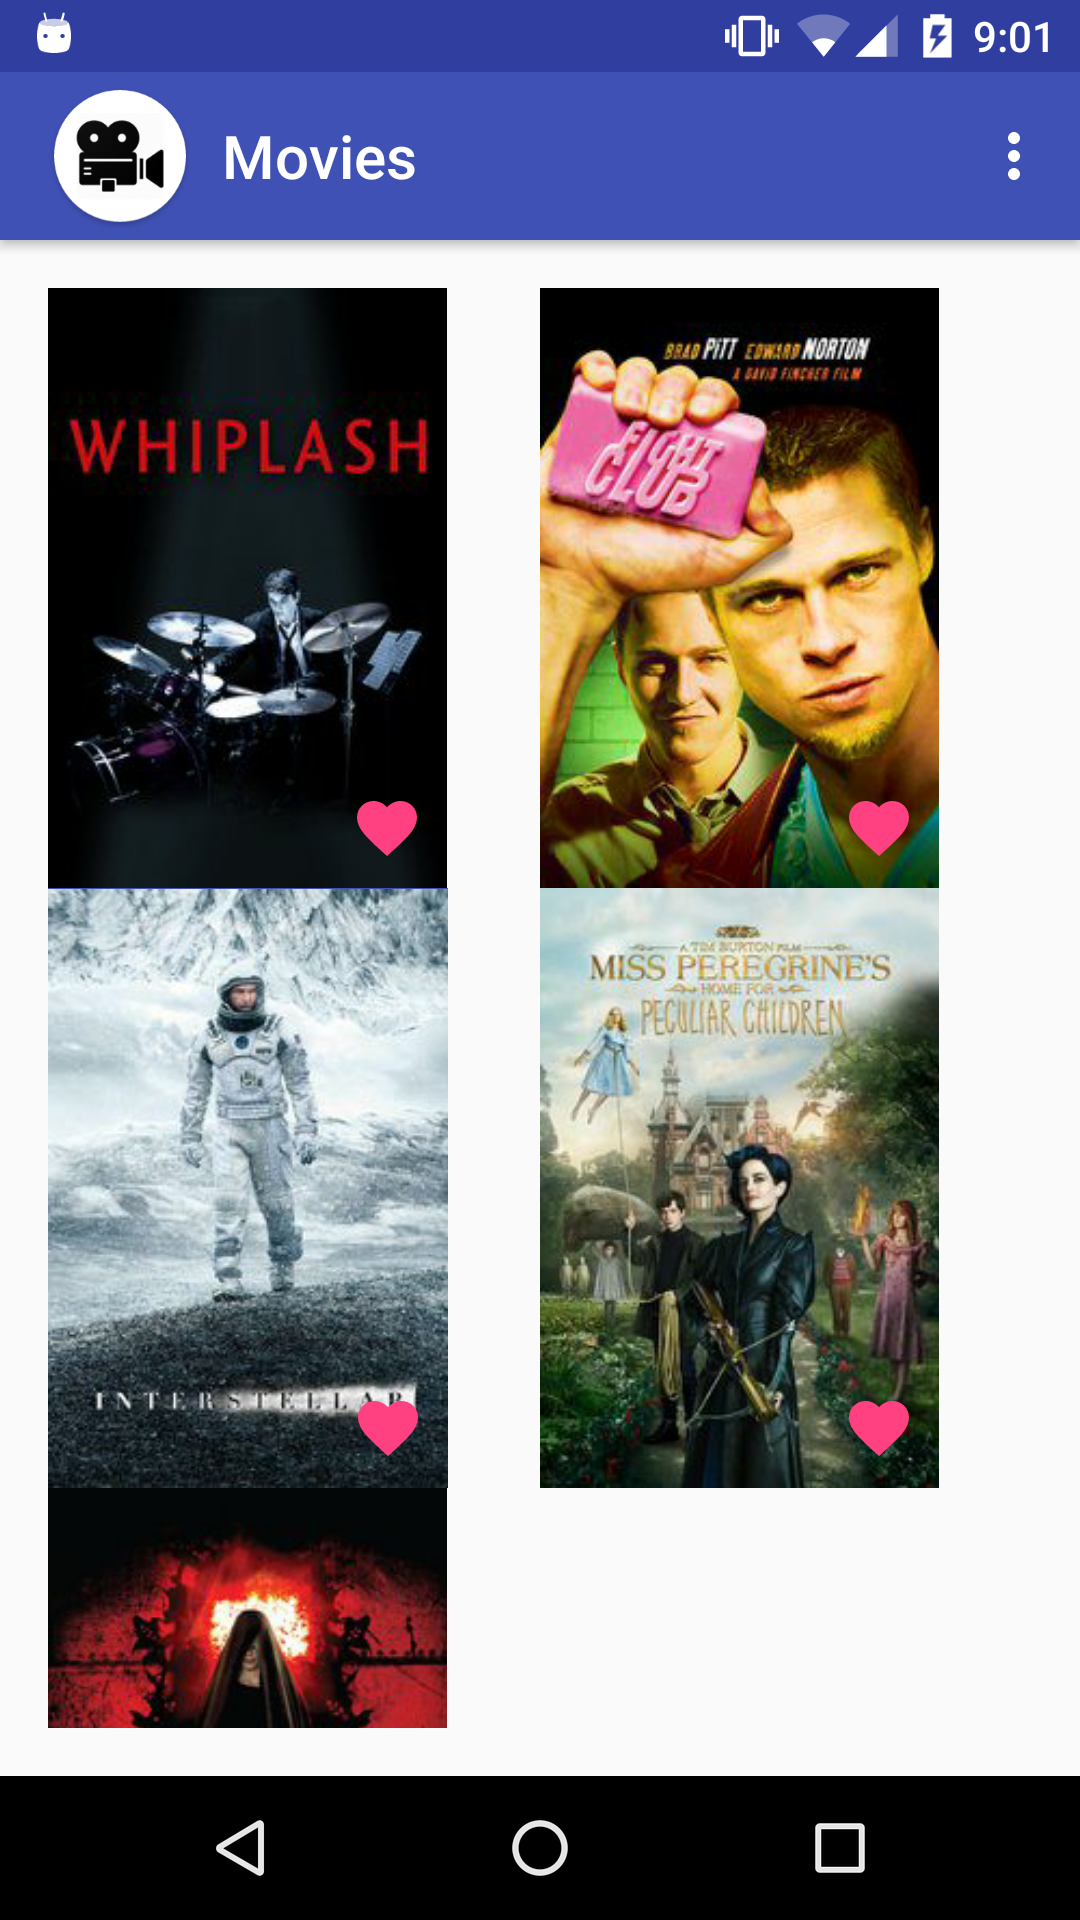 9:01
Movies
WHIPLASH
BRAD PITT EDWARD NORTON
A DAVID FINCHER FILM
FIGHT
CLUB
INTERSTELLAR
A TIM BURTON FILM
MISS PEREGRINE'S
HOME FOR
PECULIAR CHILDREN